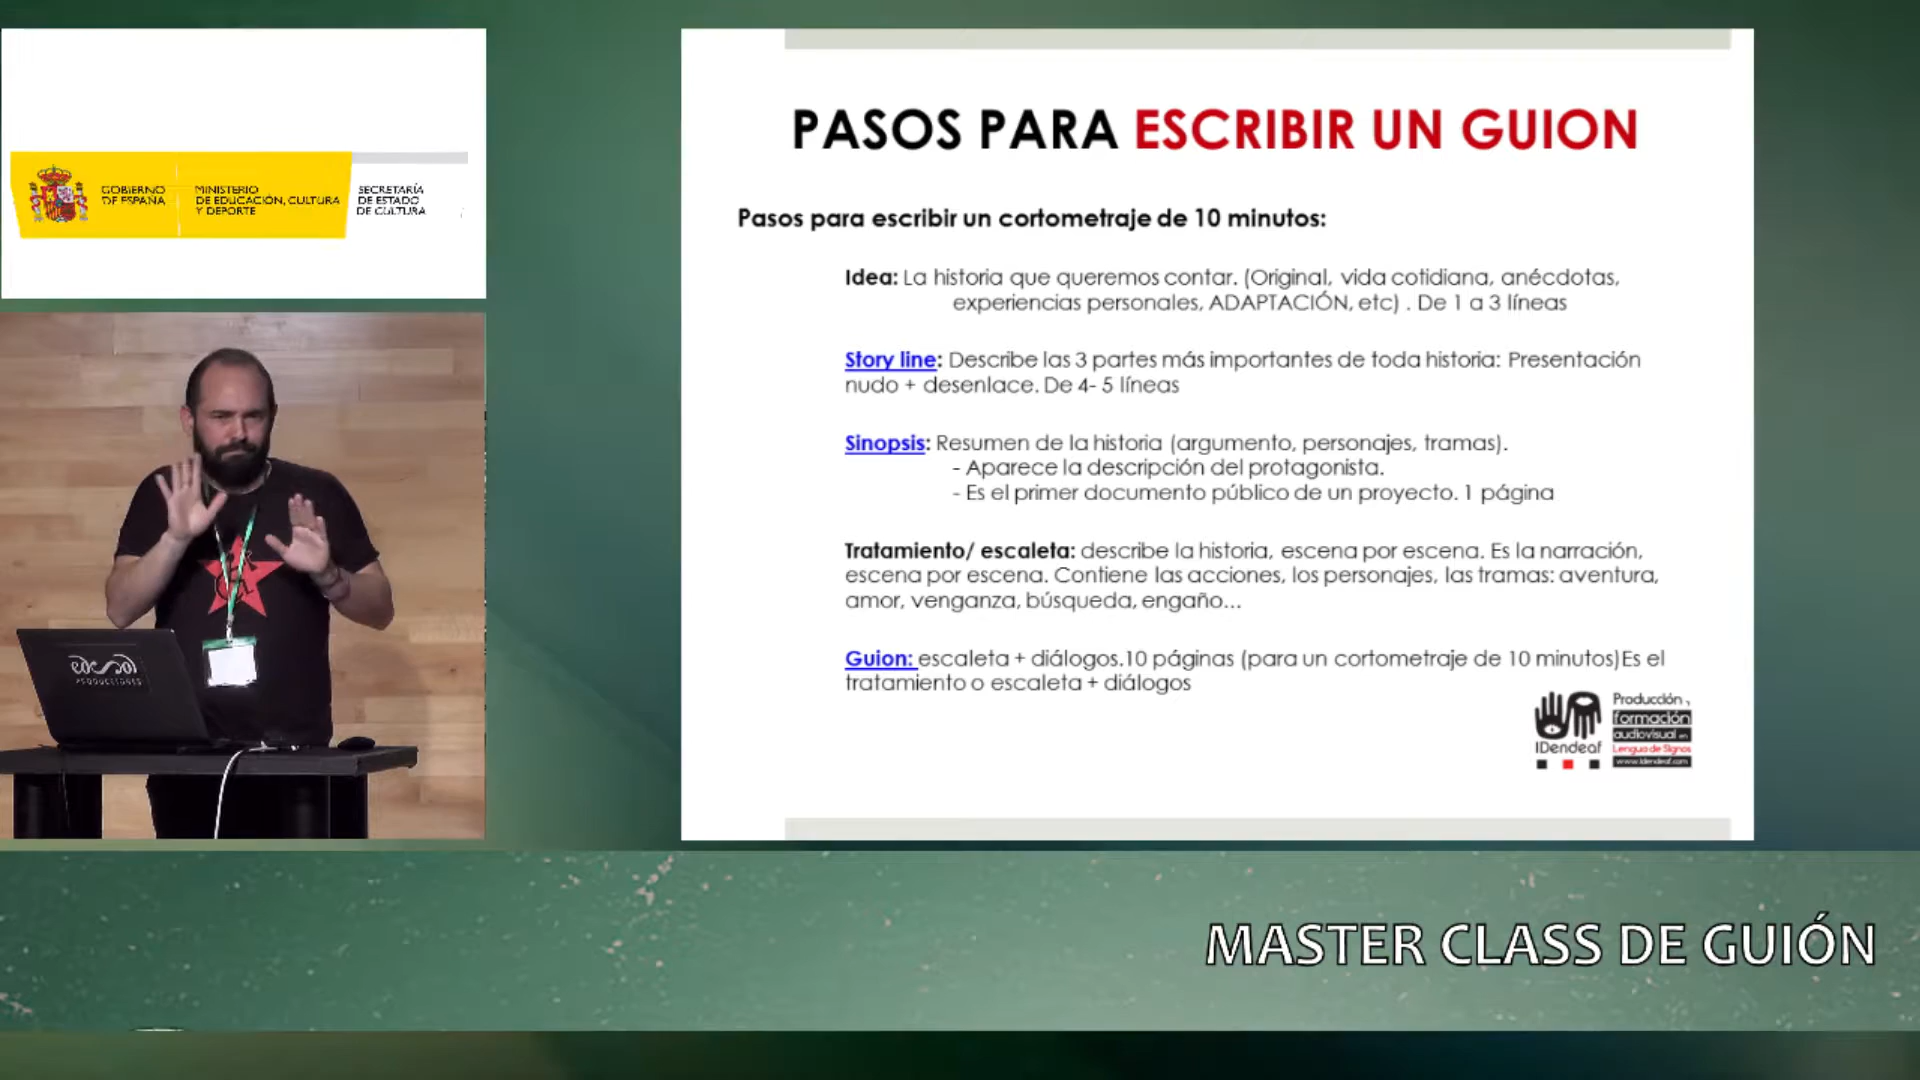 GOBIERNO
DE ESPAÑA
MINISTERIO
DE EDUCACIÓN, CULTURA
Y DEPORTE
SECRETARÍA
DE ESTADO
DE CULTURA
PRODUCCIONES
PASOS PARA ESCRIBIR UN GUION
Pasos para escribir un cortometraje de 10 minutos:
Idea: La historia que queremos contar. (Original, vida cotidiana, anécdotas,
experiencias personales, ADAPTACIÓN, etc) . De 1 a 3 líneas
Story line: Describe las 3 partes más importantes de toda historia: Presentación
nudo + desenlace. De 4- 5 líneas
Sinopsis: Resumen de la historia (argumento, personajes, tramas).
- Aparece la descripción del protagonista.
- Es el primer documento público de un proyecto. 1 página
Tratamiento/ escaleta: describe la historia, escena por escena. Es la narración,
escena por escena. Contiene las acciones, los personajes, las tramas: aventura,
amor, venganza, búsqueda, engaño...
Guion: escaleta + diálogos.10 páginas (para un cortometraje de 10 minutos)Es el
tratamiento o escaleta + diálogos
IDendeaf
Producción y
formación
audiovisual en
Lengua de Signos
www.idendeaf.com
MASTER CLASS DE GUIÓN